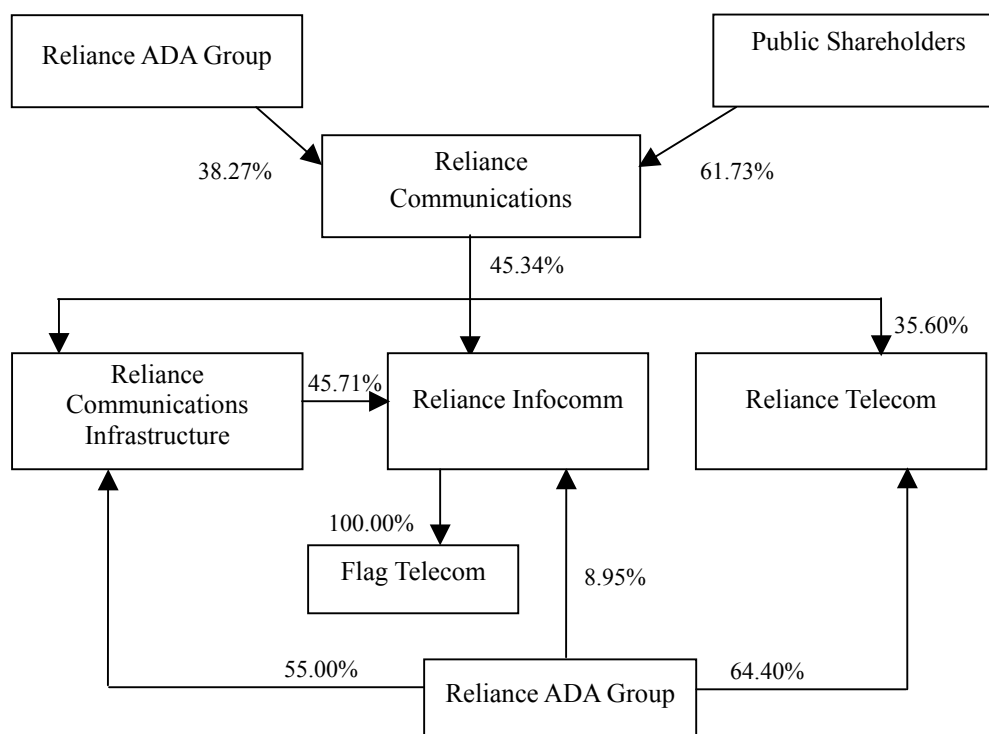 Reliance ADA Group
Public Shareholders
38.27%
Reliance
Communications
61.73%
45.34%
35.60%
Reliance
Communications
Infrastructure
45.71%
Reliance Infocomm
Reliance Telecom
100.00%
Flag Telecom
8.95%
55.00%
Reliance ADA Group
64.40%